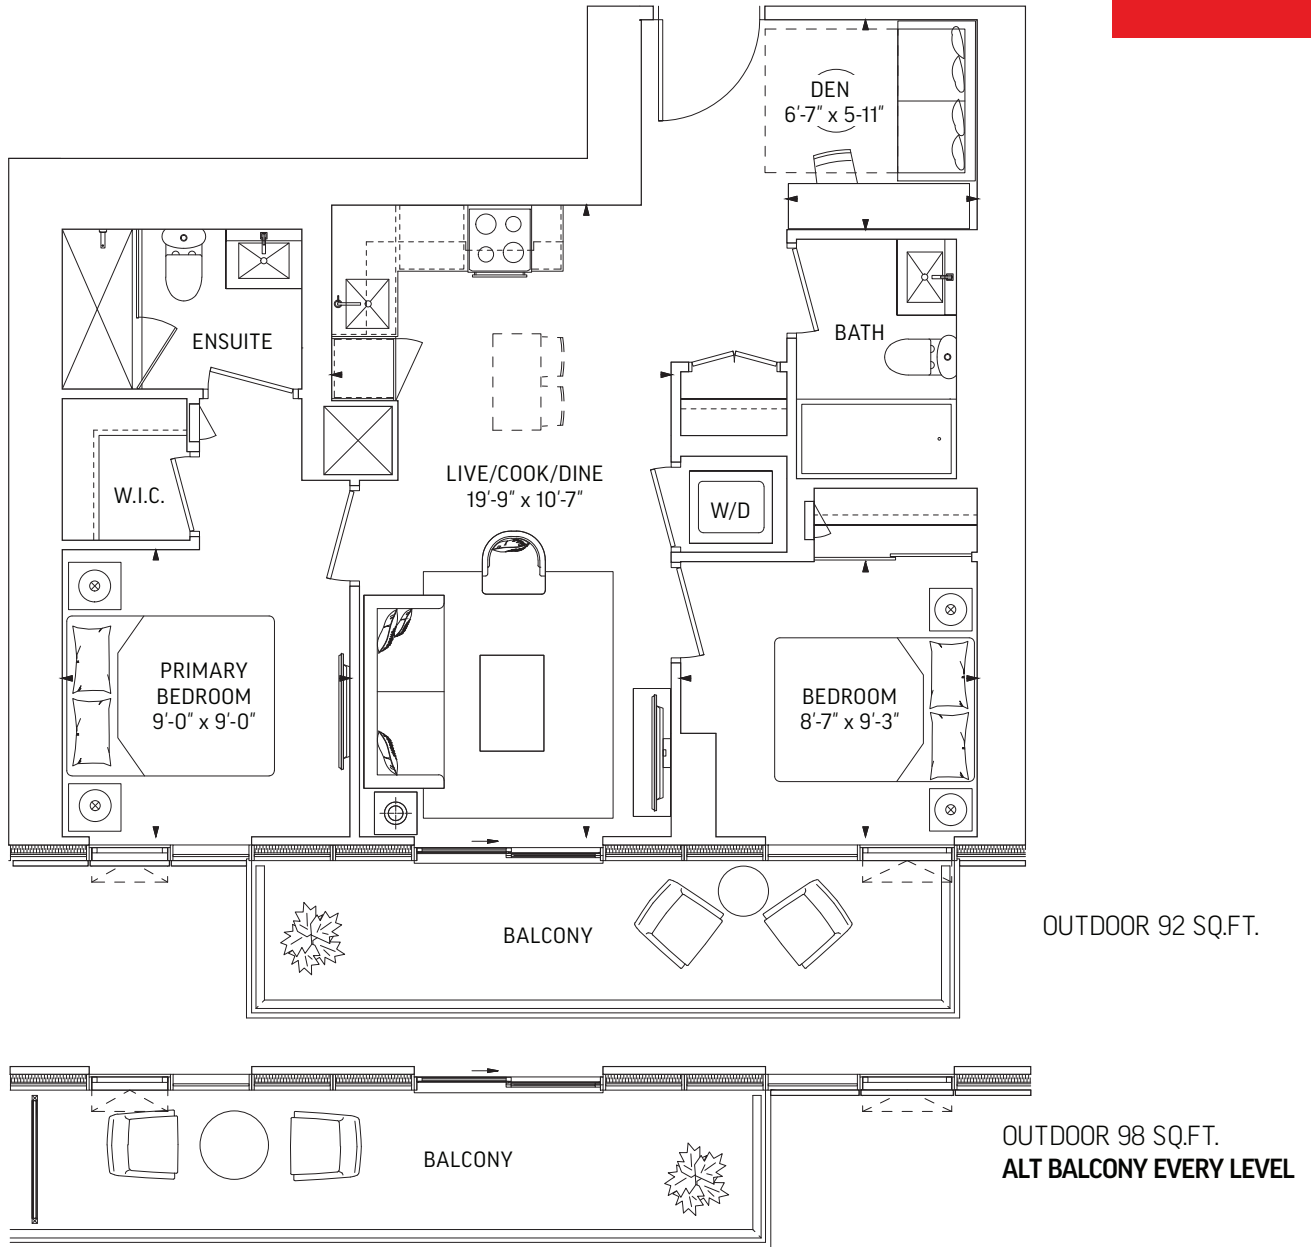 DEN
6'-7" x 5-11"
ENSUITE
BATH
LIVE/COOK/DINE
19'-9" x 10'-7"
W.I.C.
W/D
PRIMARY
BEDROOM
9'-0" x 9'-0"
BEDROOM
8'-7" x 9'-3"
BALCONY
OUTDOOR 92 SQ.FT.
BALCONY
OUTDOOR 98 SQ.FT.
ALT BALCONY EVERY LEVEL